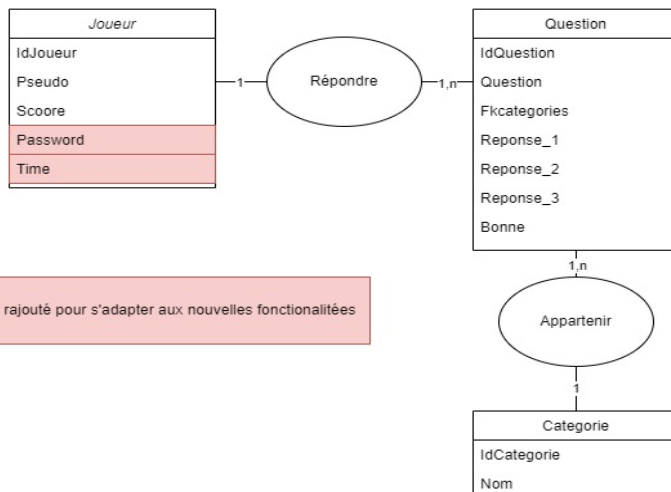 Joueur
IdJoueur
Pseudo
Scoore
Password
Time
1
Répondre
1,n
Question
IdQuestion
Question
Fkcategories
Reponse_1
Reponse_2
Reponse_3
Bonne
rajouté pour s'adapter aux nouvelles fonctionalitées
1,n
Appartenir
1
Categorie
IdCategorie
Nom